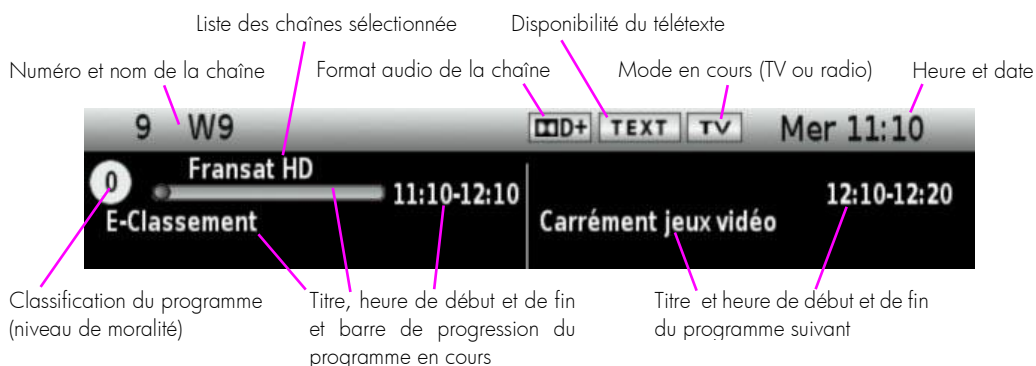 Liste des chaînes sélectionnée
Disponibilité du télétexte
Numéro et nom de la chaîne
Format audio de la chaîne
Mode en cours (TV ou radio)
Heure et date
9 W9
D+ TEXT TV Mer 11:10
0
Fransat HD
11:10-12:10
E-Classement
12:10-12:20
Carrément jeux vidéo
Classification du programme
(niveau de moralité)
Titre, heure de début et de fin
et barre de progression du
programme en cours
Titre et heure de début et de fin
du programme suivant